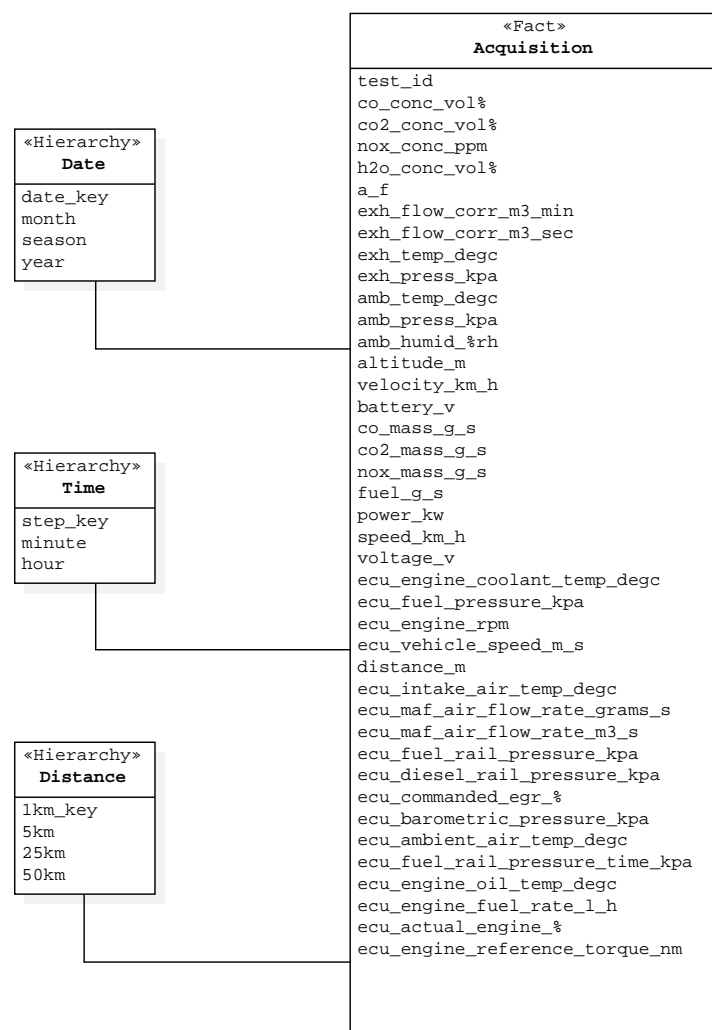 «Hierarchy»
Date
date_key
month
season
year
«Hierarchy»
Time
step_key
minute
hour
«Hierarchy»
Distance
1km_key
5km
25km
50km
«Fact»
Acquisition
test_id
co_conc_vol%
co2_conc_vol%
nox_conc_ppm
h2o_conc_vol%
a_f
exh_flow_corr_m3_min
exh_flow_corr_m3_sec
exh_temp_degc
exh_press_kpa
amb_temp_degc
amb_press_kpa
amb_humid_%rh
altitude_m
velocity_km_h
battery_v
co_mass_g_s
co2_mass_g_s
nox_mass_g_s
fuel_g_s
power_kw
speed_km_h
voltage_v
ecu_engine_coolant_temp_degc
ecu_fuel_pressure_kpa
ecu_engine_rpm
ecu_vehicle_speed_m_s
distance_m
ecu_intake_air_temp_degc
ecu_maf_air_flow_rate_grams_s
ecu_maf_air_flow_rate_m3_s
ecu_fuel_rail_pressure_kpa
ecu_diesel_rail_pressure_kpa
ecu_commanded_egr_%
ecu_barometric_pressure_kpa
ecu_ambient_air_temp_degc
ecu_fuel_rail_pressure_time_kpa
ecu_engine_oil_temp_degc
ecu_engine_fuel_rate_l_h
ecu_actual_engine_%
ecu_engine_reference_torque_nm